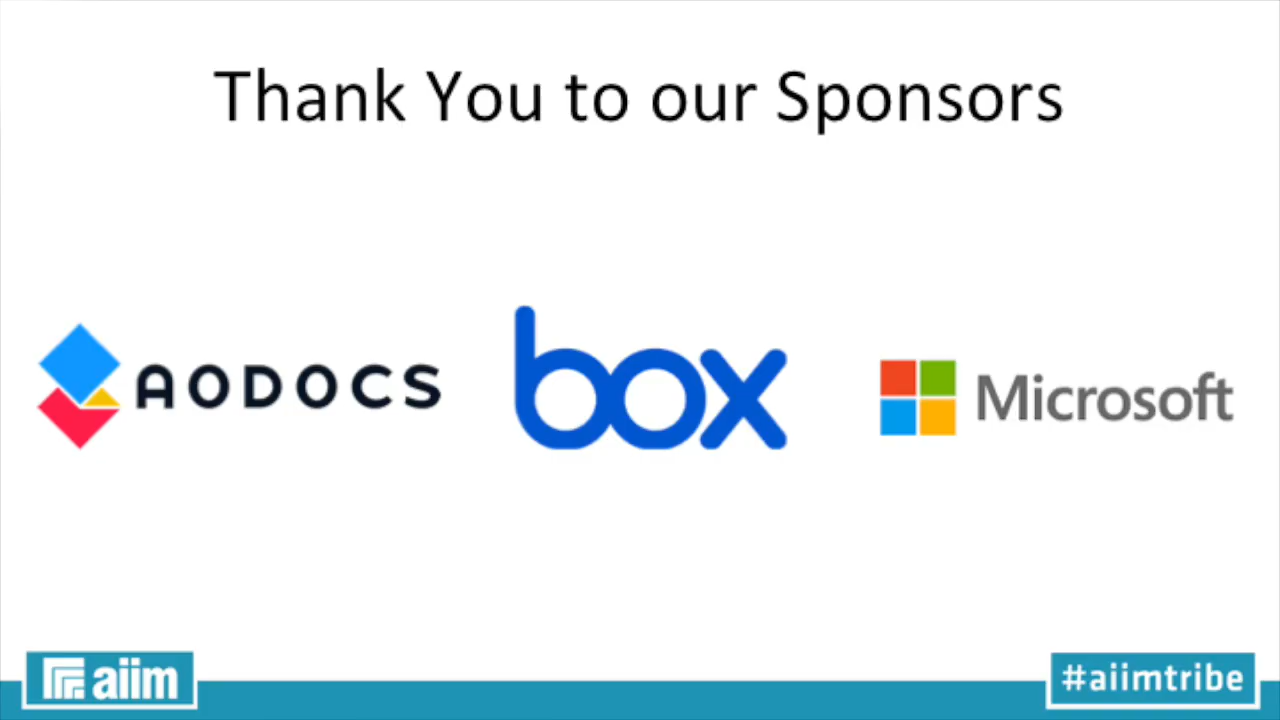 Thank You to our Sponsors
AODOCS
box
Microsoft
aiim
#aiimtribe